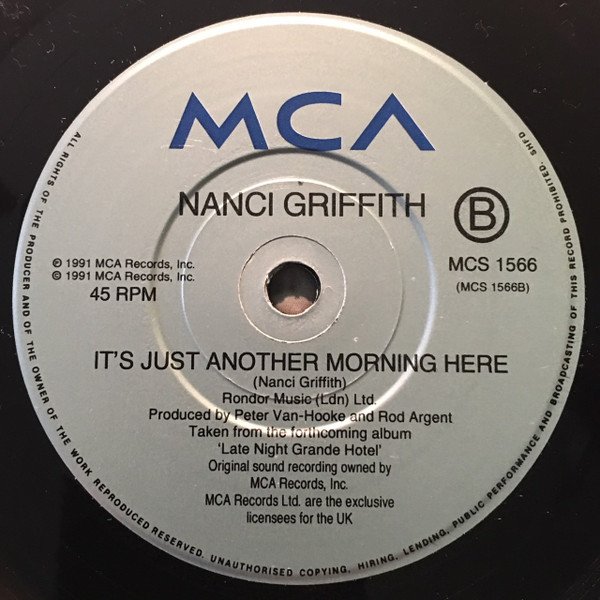 MCA
NANCI GRIFFITH
B
℗ 1991 MCA Records, Inc.
© 1991 MCA Records, Inc.
45 RPM
MCS 1566
(MCS 1566B)
IT'S JUST ANOTHER MORNING HERE
(Nanci Griffith)
Rondor Music (Ldn) Ltd.
Produced by Peter Van-Hooke and Rod Argent
Taken from the forthcoming album
'Late Night Grande Hotel'
Original sound recording owned by
MCA Records, Inc.
MCA Records Ltd. are the exclusive
licensees for the UK
ALL RIGHTS OF THE PRODUCER AND OF THE OWNER OF THE WORK REPRODUCED RESERVED. UNAUTHORISED COPYING, HIRING, LENDING, PUBLIC PERFORMANCE AND BROADCASTING OF THIS RECORD PROHIBITED. SHFD